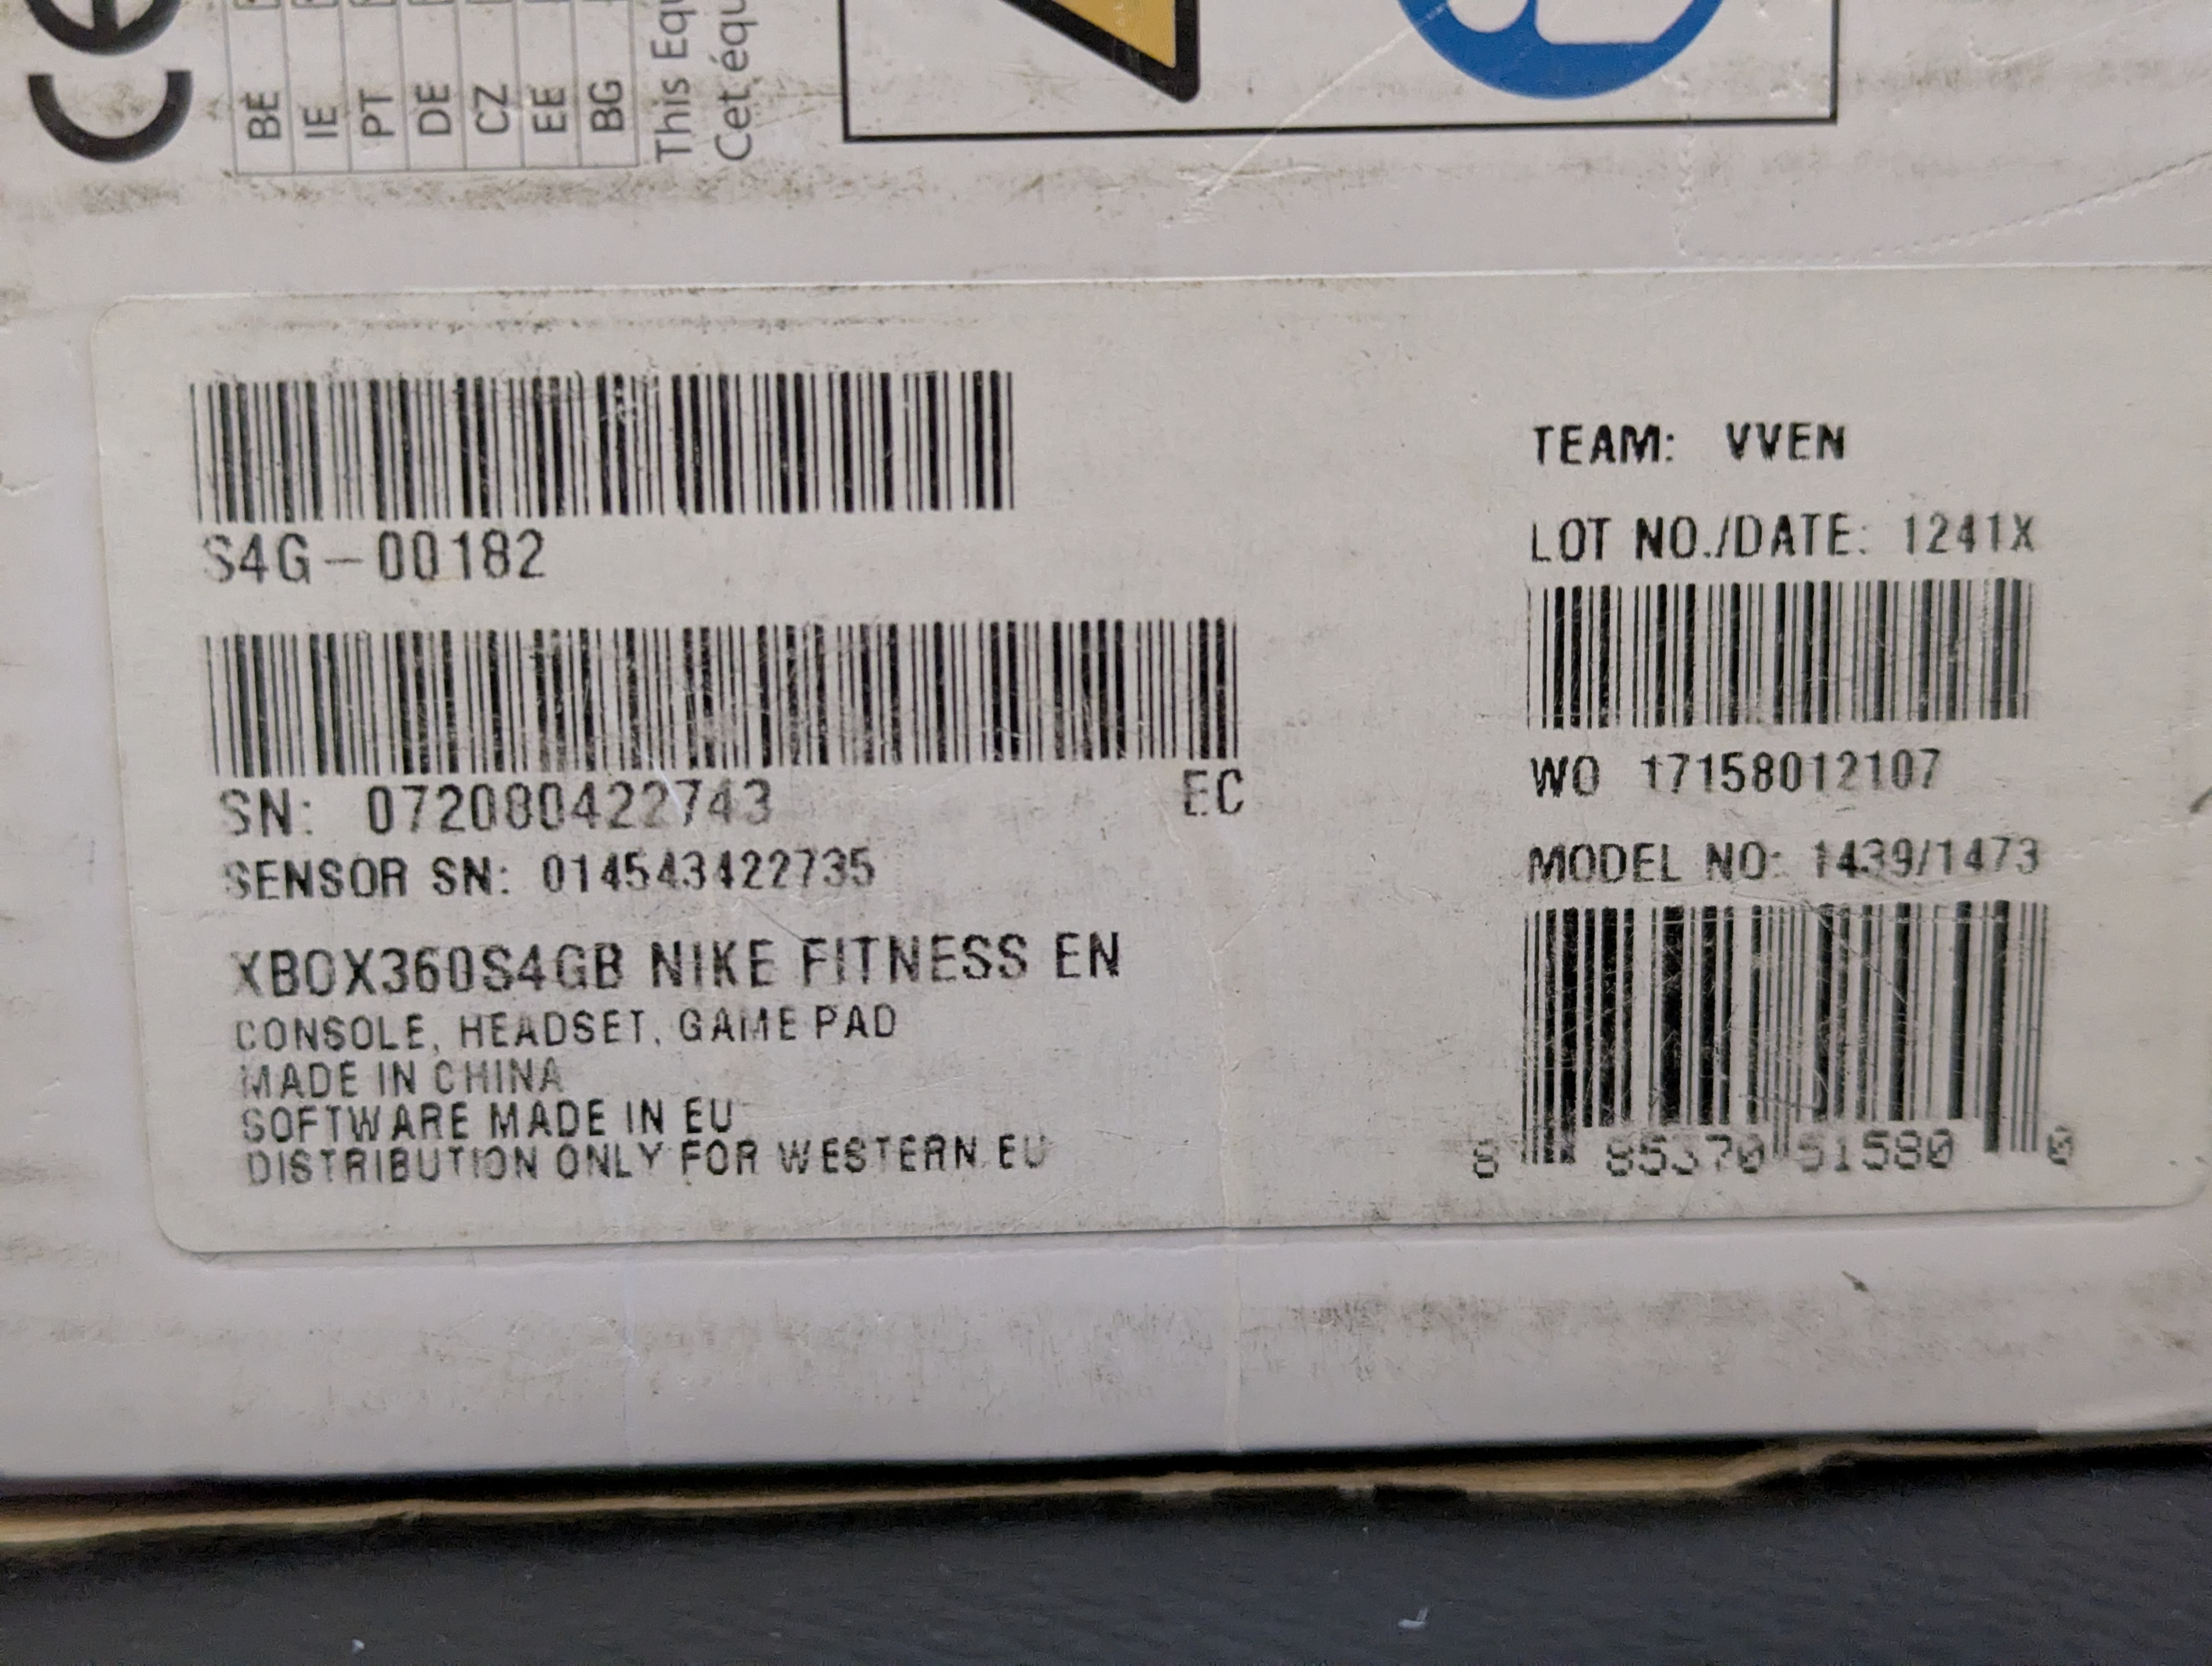 CE
BE
IE
PT
DE
CZ
EE
BG
This Equ
Cet équ
S4G-00182
SN: 072080422743 EC
SENSOR SN: 014543422735
XBOX360S4GB NIKE FITNESS EN
CONSOLE, HEADSET, GAME PAD
MADE IN CHINA
SOFTWARE MADE IN EU
DISTRIBUTION ONLY FOR WESTERN EU
TEAM: VVEN
LOT NO./DATE: 1241X
WO 17158012107
MODEL NO: 1439/1473
8 85370 51580 0